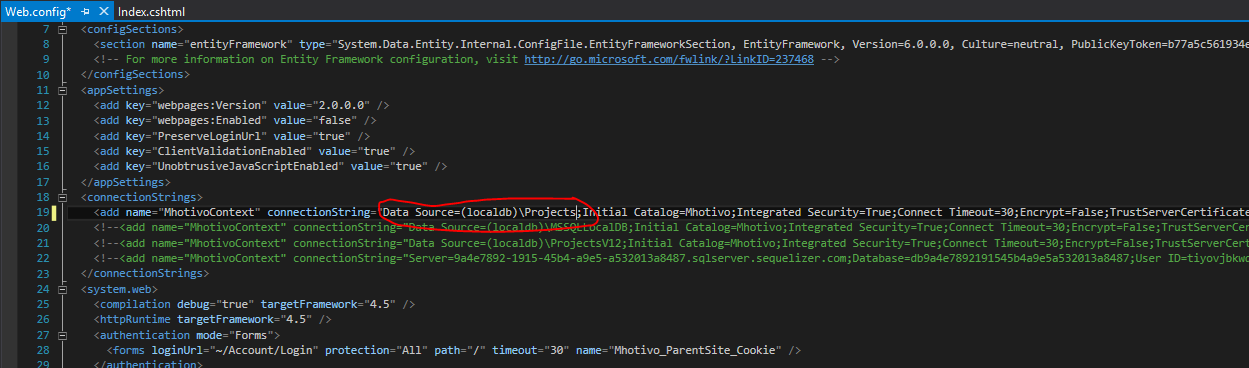 Web.config* Index.cshtml
7 <configSections>
8 <section name="entityFramework" type="System.Data.Entity.Internal.ConfigFile.EntityFrameworkSection, EntityFramework, Version=6.0.0.0, Culture=neutral, PublicKeyToken=b77a5c561934e
9 <!-- For more information on Entity Framework configuration, visit http://go.microsoft.com/fwlink/?LinkID=237468 -->
10 </configSections>
11 <appSettings>
12 <add key="webpages:Version" value="2.0.0.0" />
13 <add key="webpages:Enabled" value="false" />
14 <add key="PreserveLoginUrl" value="true" />
15 <add key="ClientValidationEnabled" value="true" />
16 <add key="UnobtrusiveJavaScriptEnabled" value="true" />
17 </appSettings>
18 <connectionStrings>
19 <add name="MhotivoContext" connectionString="Data Source=(localdb)\Projects;Initial Catalog=Mhotivo;Integrated Security=True;Connect Timeout=30;Encrypt=False;TrustServerCertificate
20 <!--<add name="MhotivoContext" connectionString="Data Source=(localdb)\MSSQLLocalDB;Initial Catalog=Mhotivo;Integrated Security=True;Connect Timeout=30;Encrypt=False;TrustServerCer
21 <!--<add name="MhotivoContext" connectionString="Data Source=(localdb)\ProjectsV12;Initial Catalog=Mhotivo;Integrated Security=True;Connect Timeout=30;Encrypt=False;TrustServerCert
22 <!--<add name="MhotivoContext" connectionString="Server=9a4e7892-1915-45b4-a9e5-a532013a8487.sqlserver.sequelizer.com;Database=db9a4e7892191545b4a9e5a532013a8487;User ID=tiyovjbkwd
23 </connectionStrings>
24 <system.web>
25 <compilation debug="true" targetFramework="4.5" />
26 <httpRuntime targetFramework="4.5" />
27 <authentication mode="Forms">
28 <forms loginUrl="~/Account/Login" protection="All" path="/" timeout="30" name="Mhotivo_ParentSite_Cookie" />
29 </authentication>